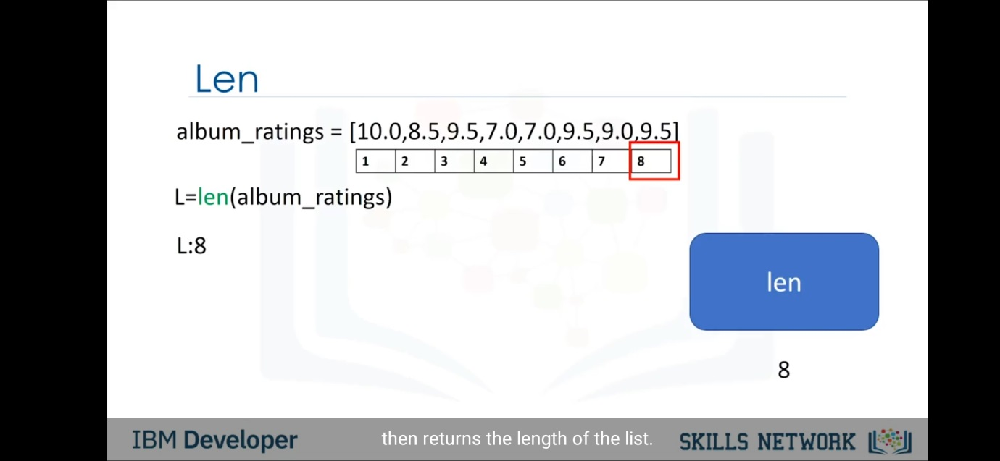 Len
album_ratings = [10.0,8.5,9.5,7.0,7.0,9.5,9.0,9.5]
1 2 3 4 5 6 7 8
L=len(album_ratings)
L:8
len
8
IBM Developer
then returns the length of the list.
SKILLS NETWORK